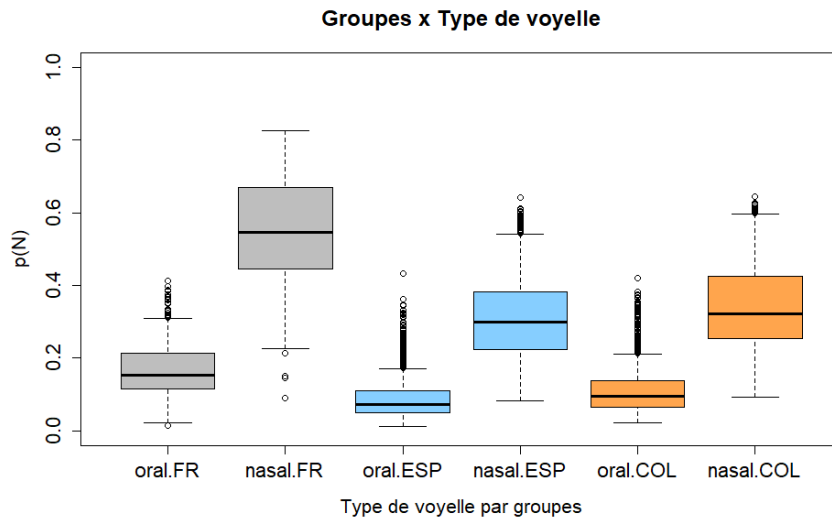 Groupes x Type de voyelle
p(N)
1.0
0.8
0.6
0.4
0.2
0.0
oral.FR nasal.FR oral.ESP nasal.ESP oral.COL nasal.COL
Type de voyelle par groupes